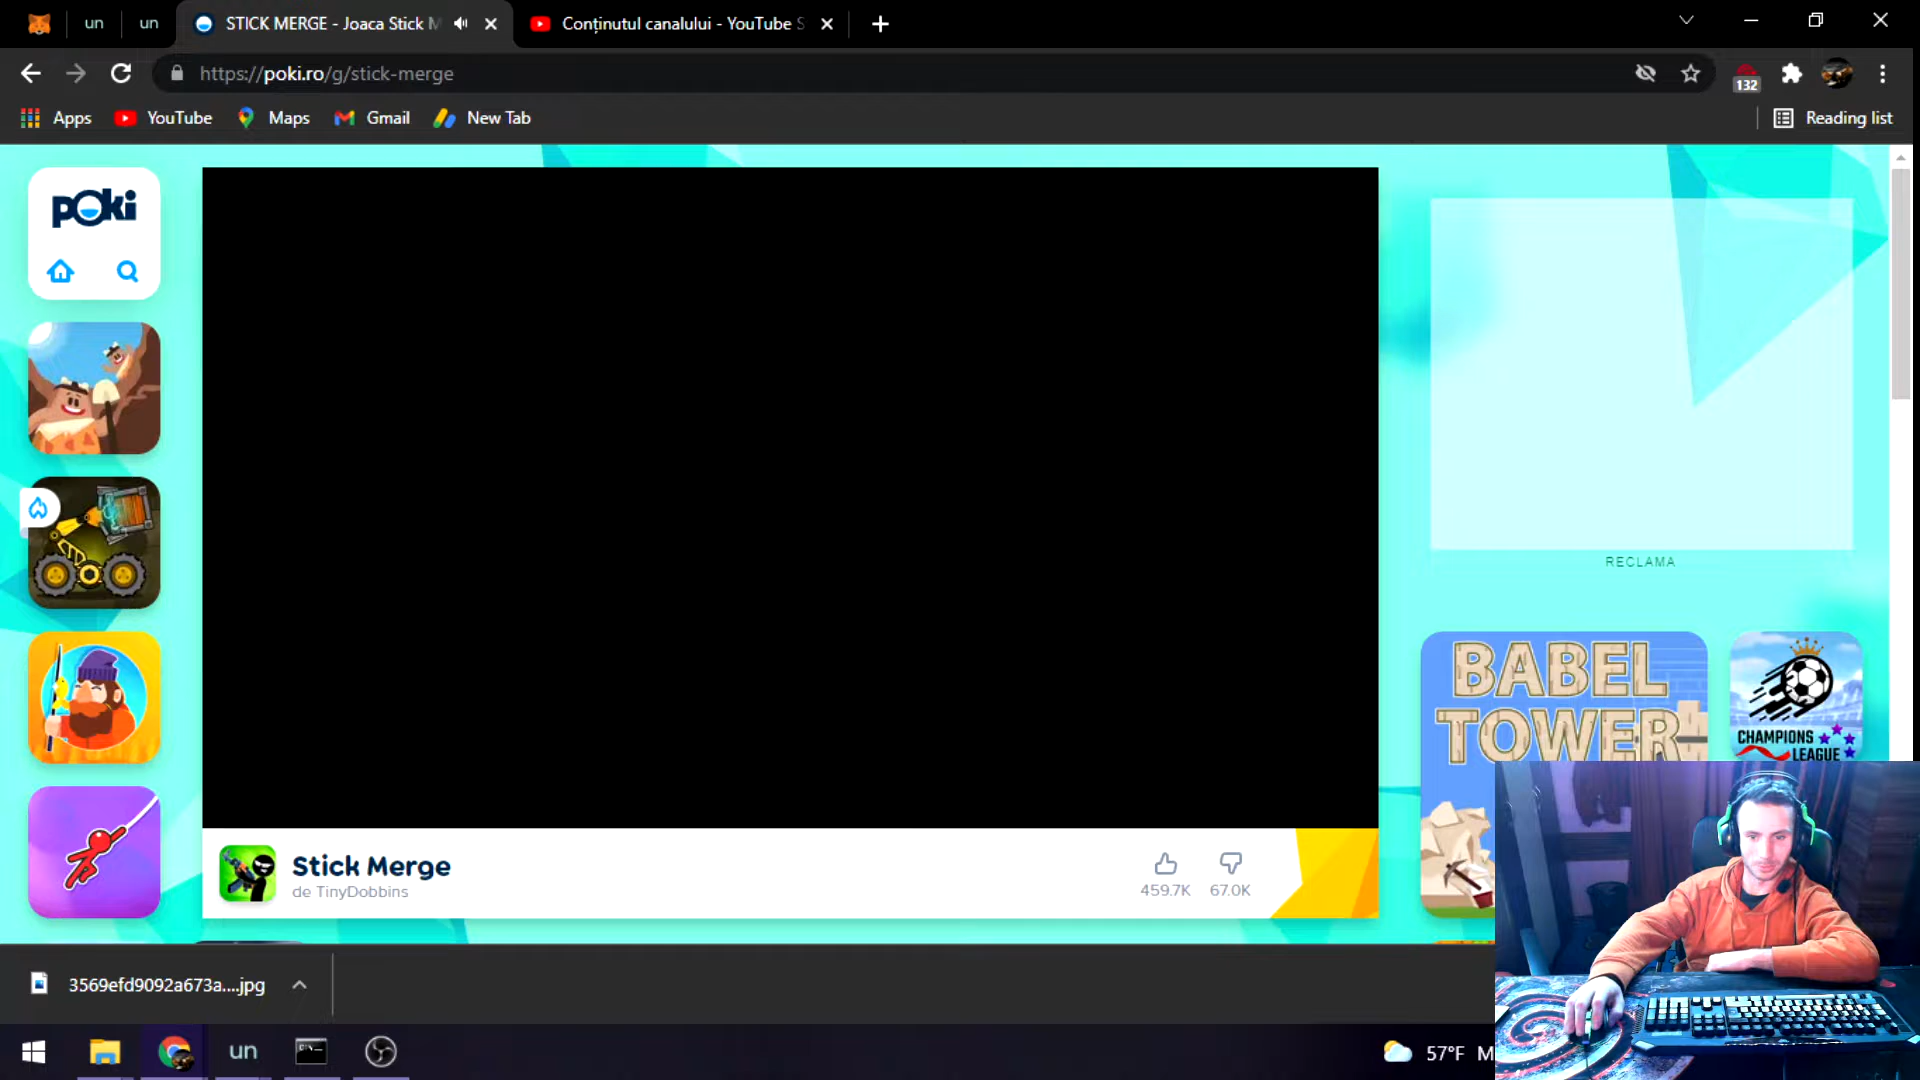 un
un
STICK MERGE - Joaca Stick M
Conținutul canalului - YouTube S
https://poki.ro/g/stick-merge
132
Apps
YouTube
Maps
Gmail
New Tab
Reading list
poki
RECLAMA
BABEL
TOWER
CHAMPIONS
LEAGUE
Stick Merge
de TinyDobbins
459.7K
67.0K
3569efd9092a673a....jpg
un
57°F M